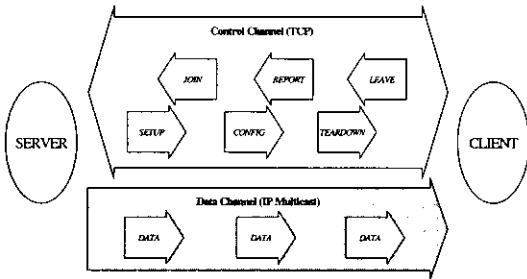 Control Channel (TCP)
JOIN REPORT LEAVE
SETUP CONFIG TEARDOWN
SERVER CLIENT
Data Channel (IP Multicast)
DATA DATA DATA